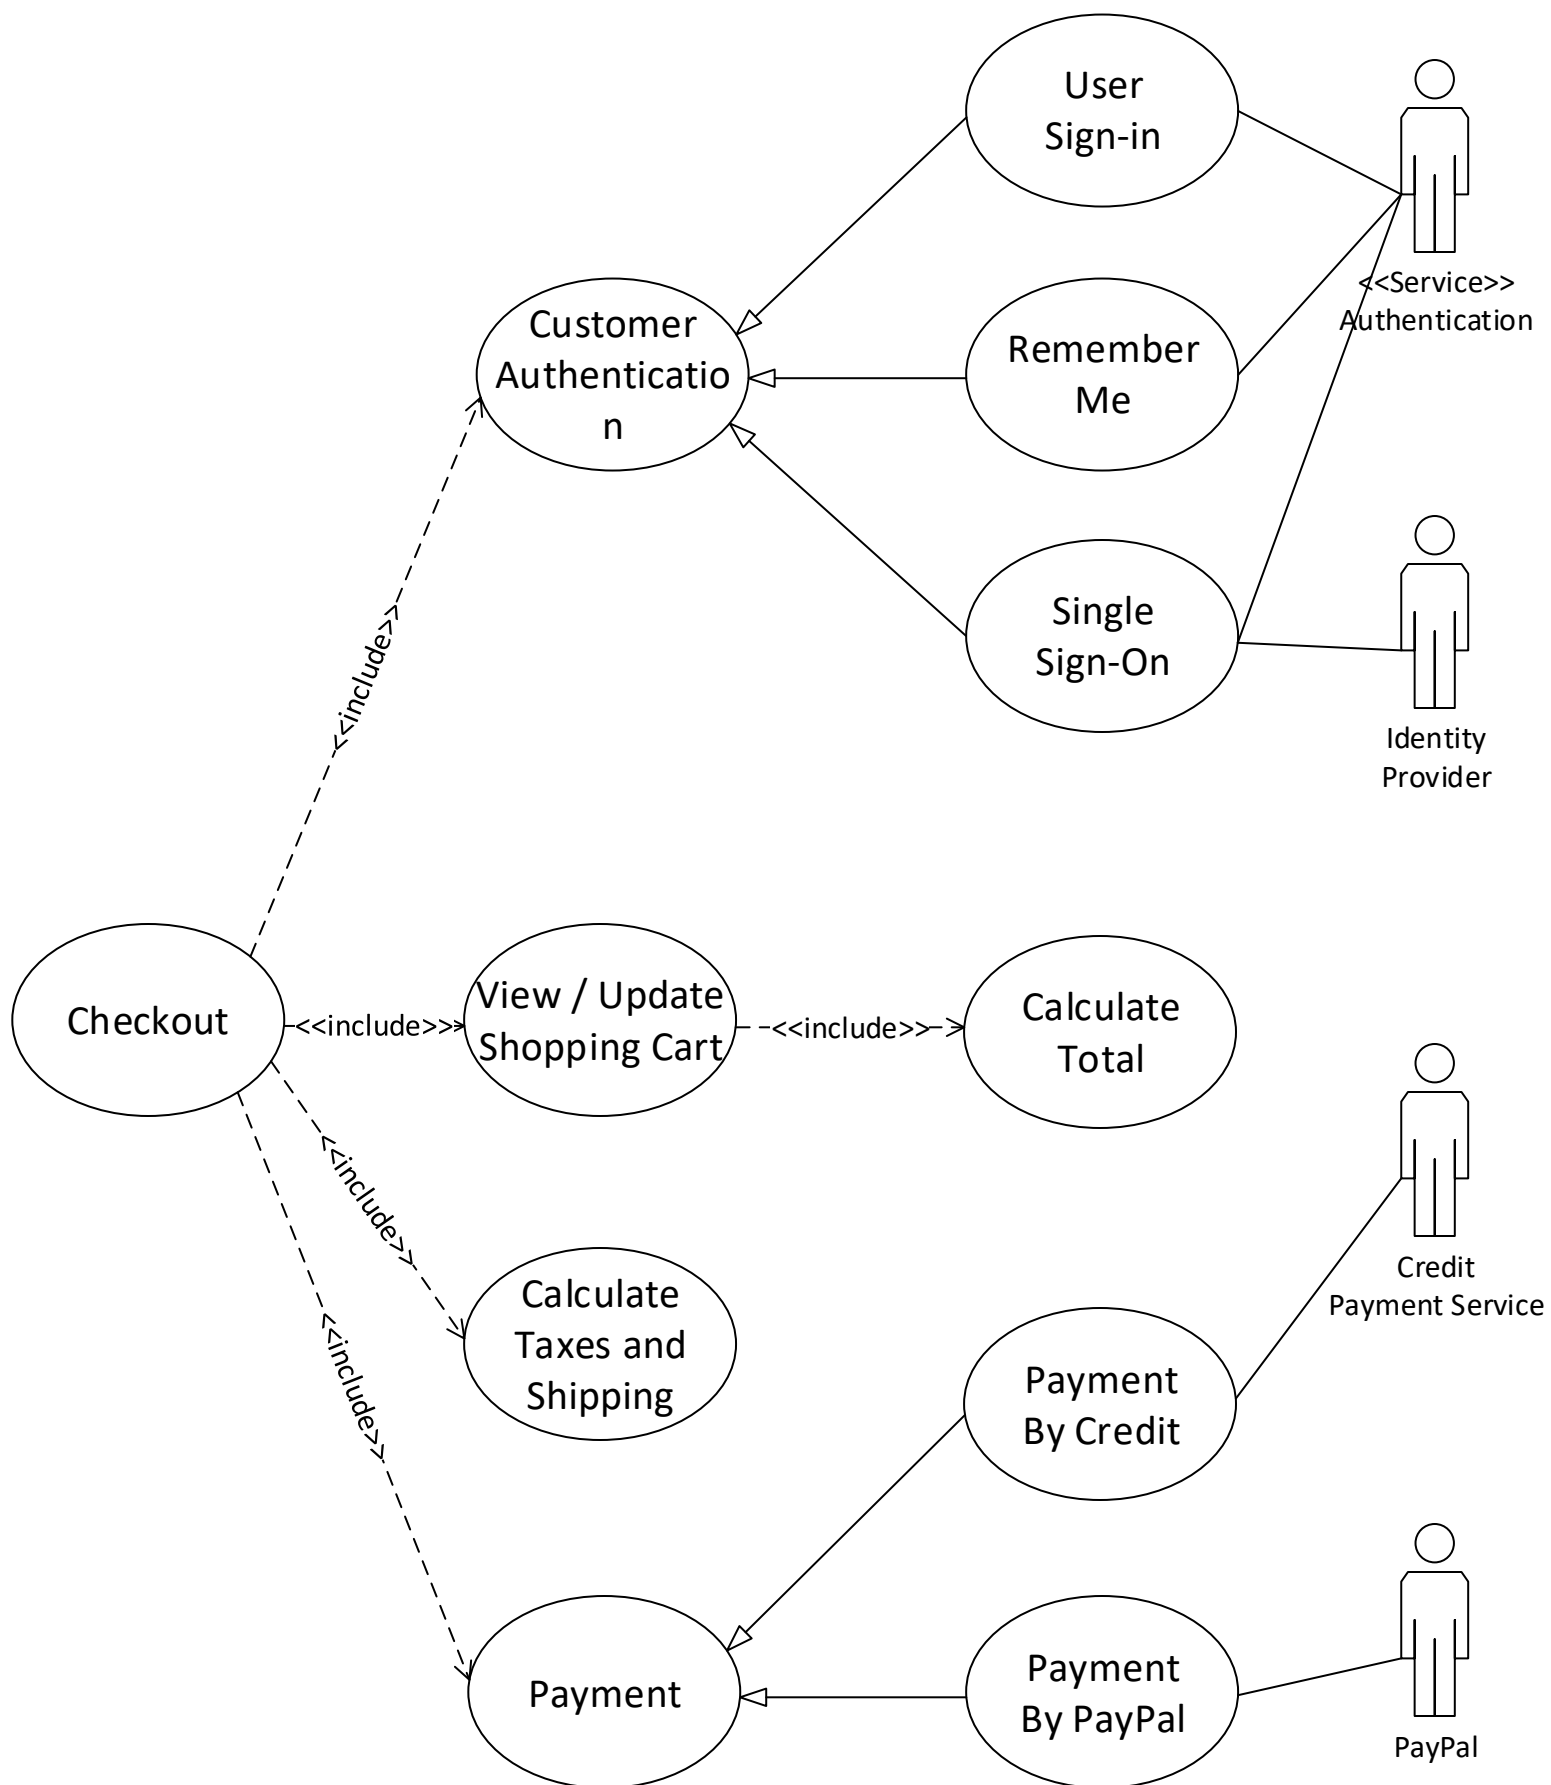 User
Sign-in
<<Service>>
Authentication
Customer
Authenticatio
n
Remember
Me
Single
Sign-On
Identity
Provider
<<include>>
Checkout
<<include>>
View / Update
Shopping Cart
<<include>>
Calculate
Total
<<include>>
Calculate
Taxes and
Shipping
Credit
Payment Service
<<include>>
Payment
By Credit
Payment
Payment
By PayPal
PayPal